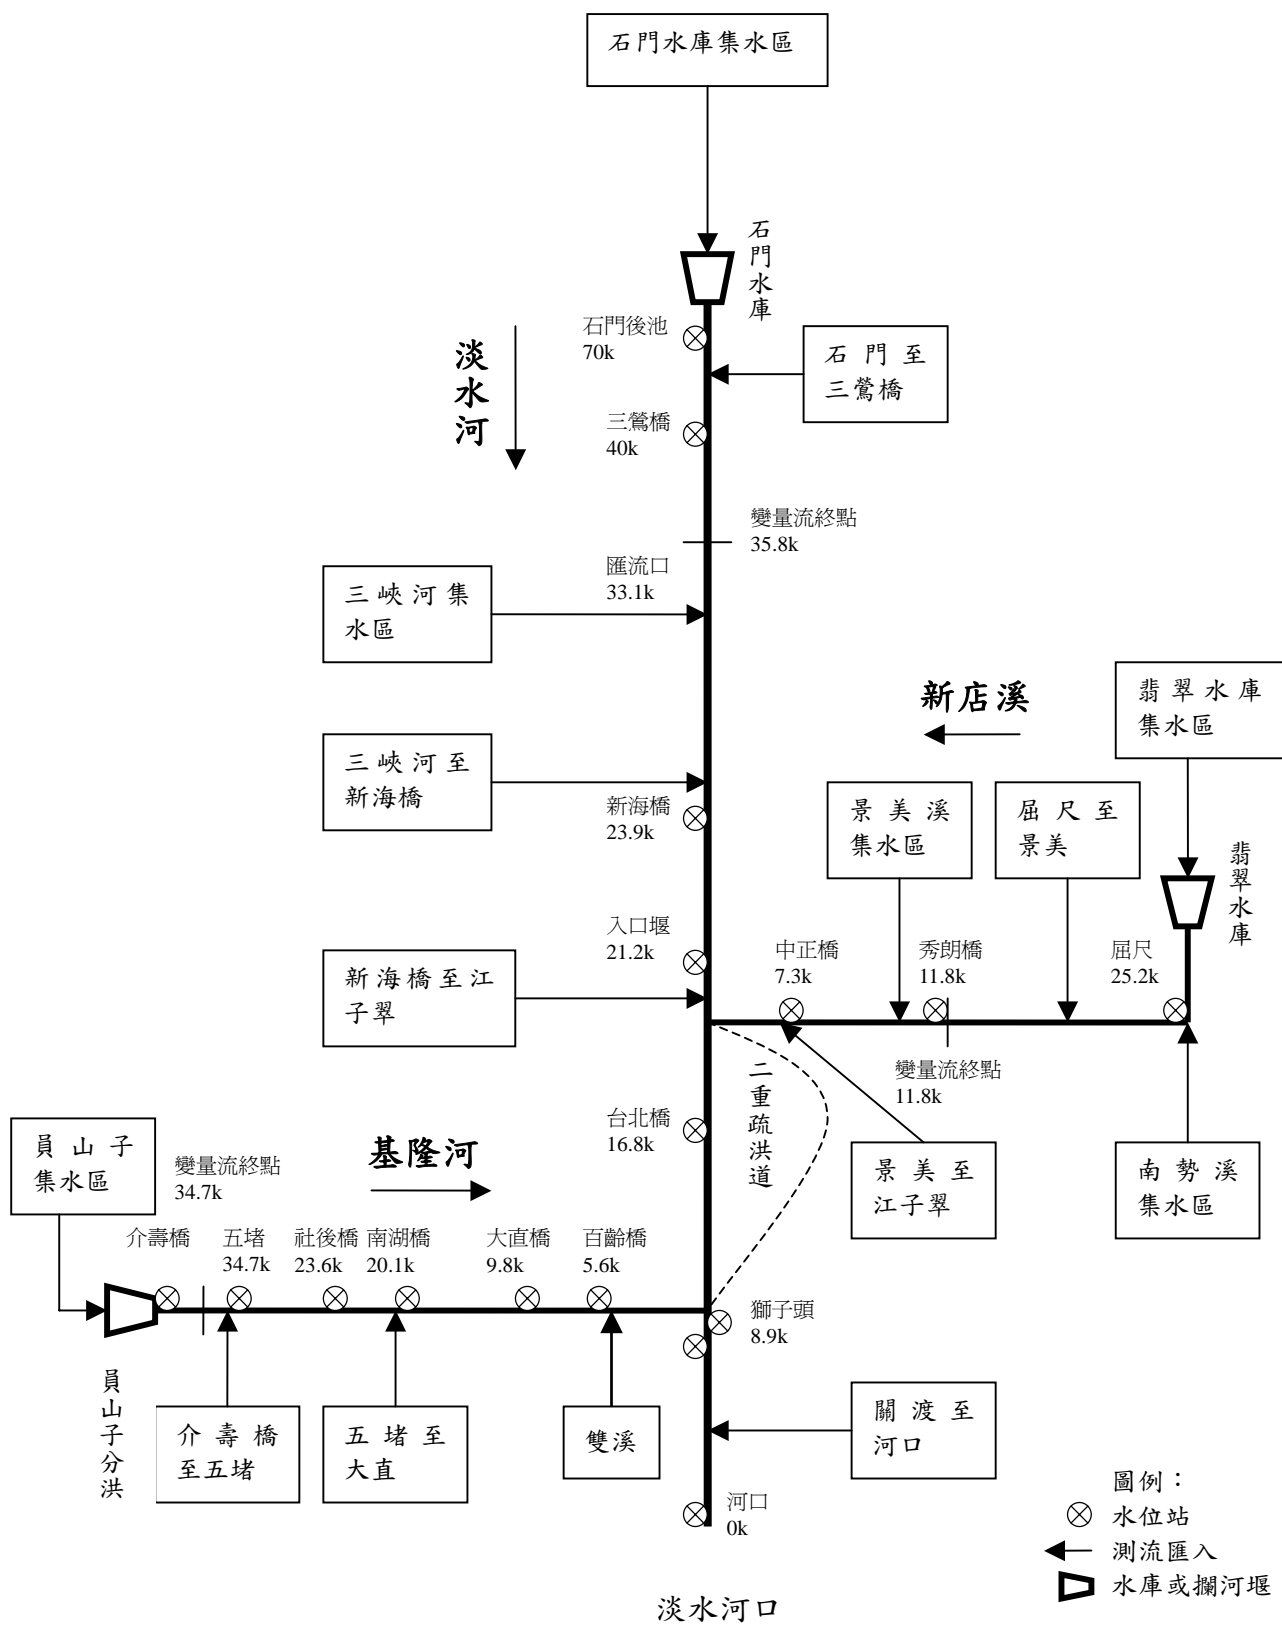 石門水庫集水區
石門水庫
石門後池
70k
石門至
三鶯橋
淡水河
三鶯橋
40k
變量流終點
35.8k
匯流口
33.1k
三峽河集
水區
新店溪
翡翠水庫
集水區
三峽河至
新海橋
新海橋
23.9k
景美溪
集水區
屈尺至
景美
翡翠水庫
入口堰
21.2k
中正橋
7.3k
秀朗橋
11.8k
屈尺
25.2k
新海橋至江
子翠
變量流終點
11.8k
二重疏洪道
台北橋
16.8k
員山子
集水區
變量流終點
34.7k
基隆河
景美至
江子翠
南勢溪
集水區
介壽橋
五堵
34.7k
社後橋
23.6k
南湖橋
20.1k
大直橋
9.8k
百齡橋
5.6k
獅子頭
8.9k
員山子分洪
介壽橋
至五堵
五堵至
大直
雙溪
關渡至
河口
河口
0k
圖例：
水位站
測流匯入
水庫或攔河堰
淡水河口